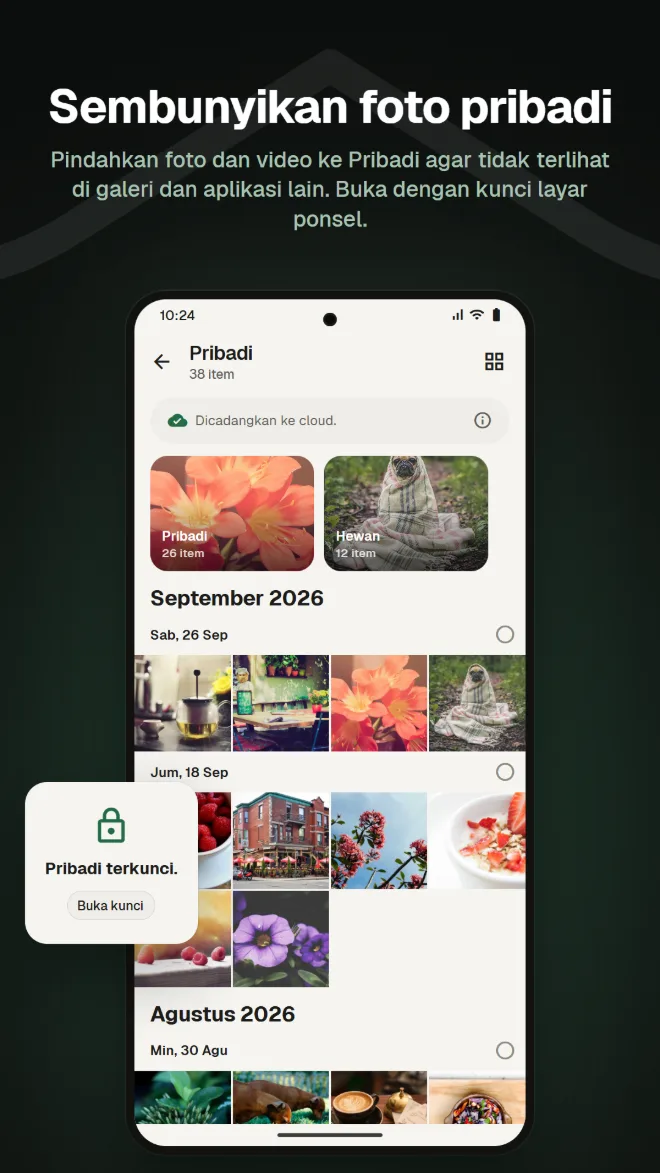 Sembunyikan foto pribadi
Pindahkan foto dan video ke Pribadi agar tidak terlihat
di galeri dan aplikasi lain. Buka dengan kunci layar
ponsel.
10:24
Pribadi
38 item
Dicadangkan ke cloud.
Pribadi
26 item
Hewan
12 item
September 2026
Sab, 26 Sep
Jum, 18 Sep
Pribadi terkunci.
Buka kunci
Agustus 2026
Min, 30 Agu